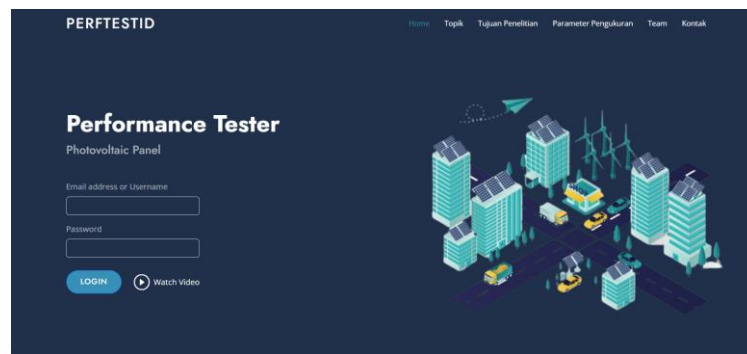 PERFTESTID
Home Topik Tujuan Penelitian Parameter Pengukuran Team Kontak
Performance Tester
Photovoltaic Panel
Email address or Username
Password
LOGIN Watch Video